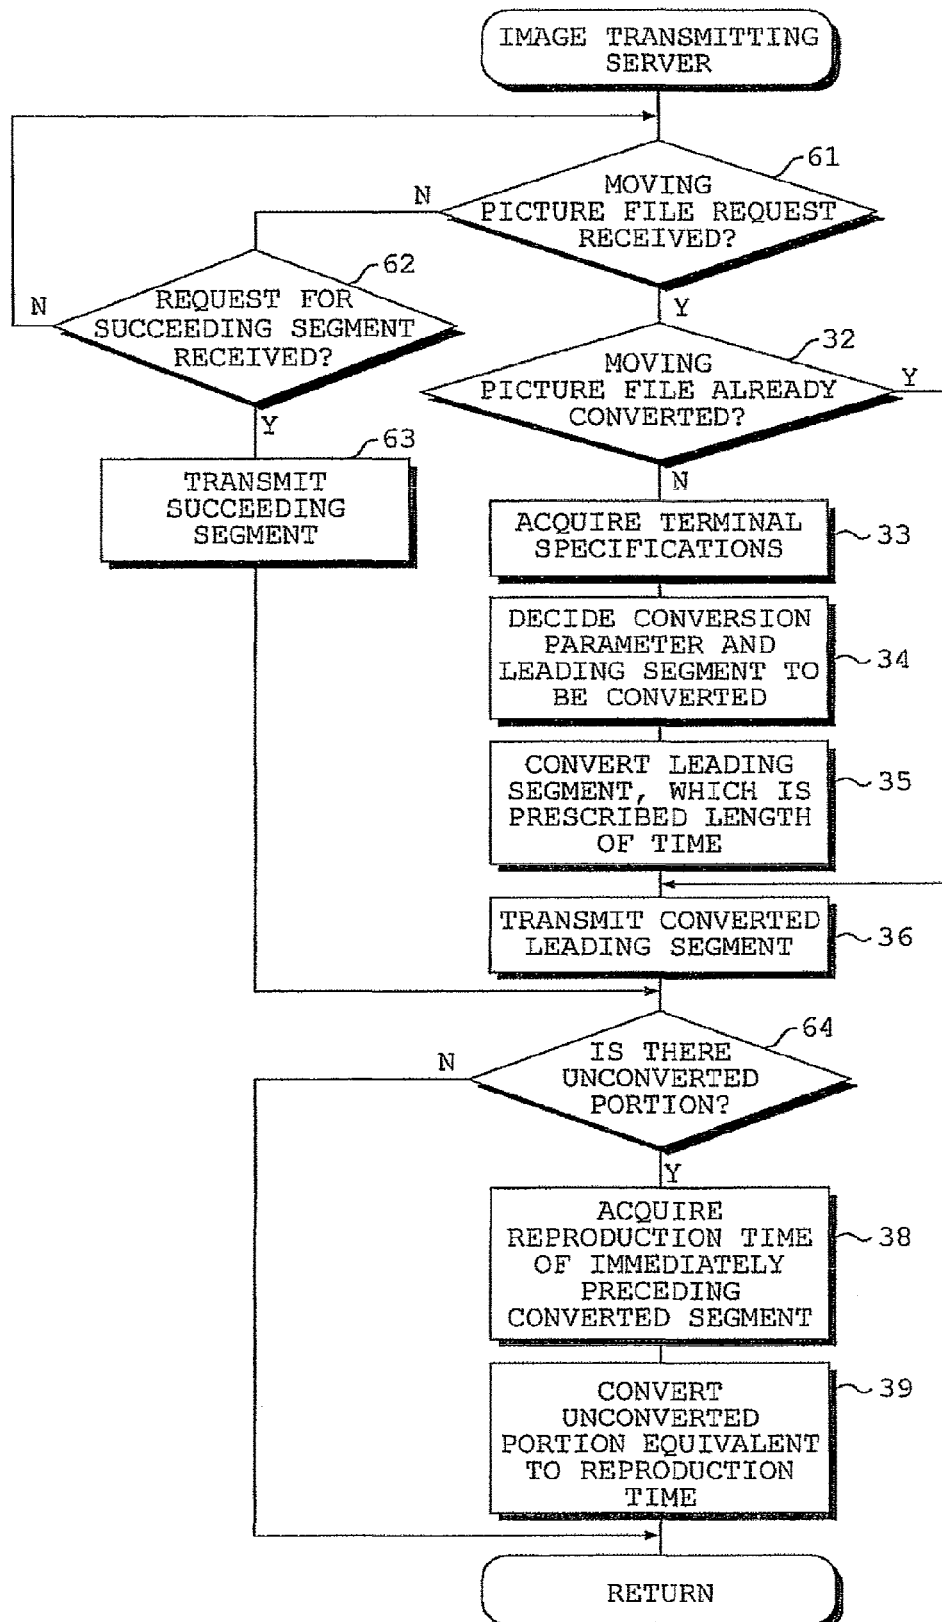 IMAGE TRANSMITTING
SERVER
61
MOVING
PICTURE FILE REQUEST
RECEIVED?
N
Y
62
REQUEST FOR
SUCCEEDING SEGMENT
RECEIVED?
N
Y
32
MOVING
PICTURE FILE ALREADY
CONVERTED?
Y
N
63
TRANSMIT
SUCCEEDING
SEGMENT
ACQUIRE TERMINAL
SPECIFICATIONS
33
DECIDE CONVERSION
PARAMETER AND
LEADING SEGMENT TO
BE CONVERTED
34
CONVERT LEADING
SEGMENT, WHICH IS
PRESCRIBED LENGTH
OF TIME
35
TRANSMIT CONVERTED
LEADING SEGMENT
36
64
IS THERE
UNCONVERTED
PORTION?
N
Y
ACQUIRE
REPRODUCTION TIME
OF IMMEDIATELY
PRECEDING
CONVERTED SEGMENT
38
CONVERT
UNCONVERTED
PORTION EQUIVALENT
TO REPRODUCTION
TIME
39
RETURN